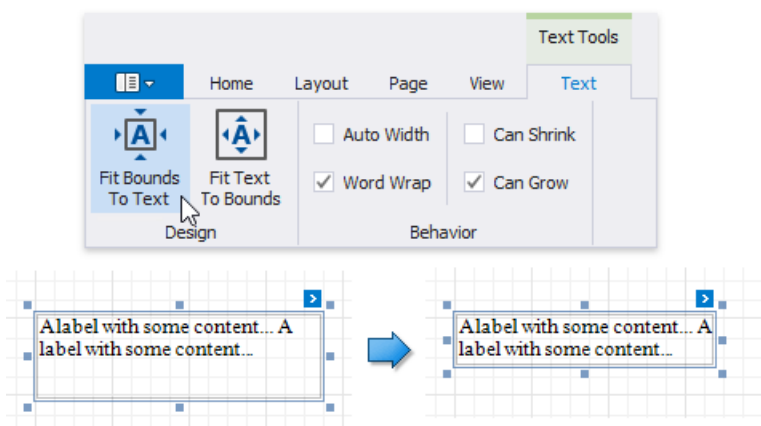 Text Tools
Home Layout Page View Text
Auto Width Can Shrink
Fit Bounds Fit Text Word Wrap Can Grow
To Text To Bounds
Design Behavior
A label with some content... A
label with some content...
A label with some content... A
label with some content...